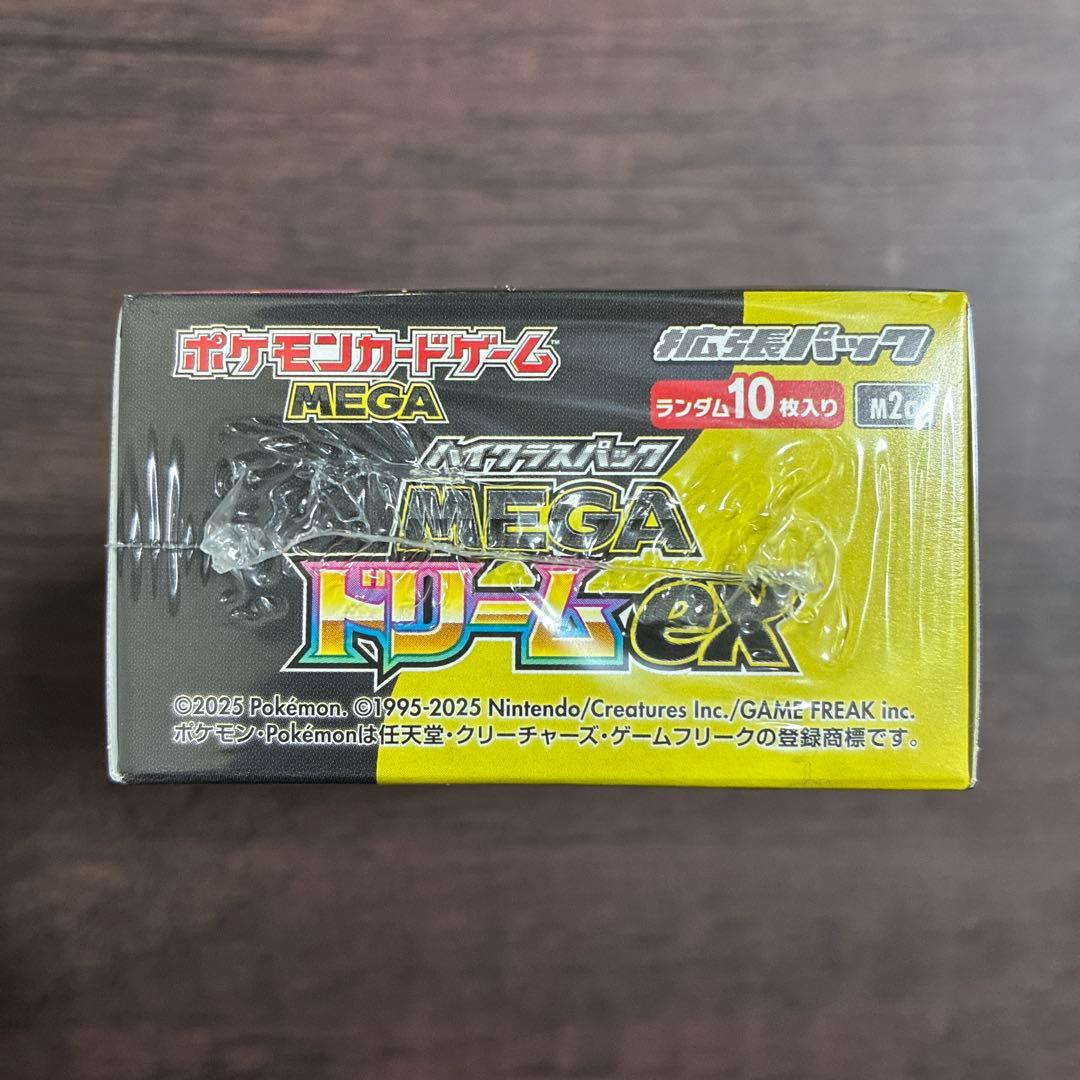 ポケモンカードゲーム™
MEGA
拡張パック
ランダム10枚入り
M2a
ハイクラスパック
MEGA
ドリームex
©2025 Pokémon. ©1995-2025 Nintendo/Creatures Inc./GAME FREAK inc.
ポケモン・Pokémonは任天堂・クリーチャーズ・ゲームフリークの登録商標です。